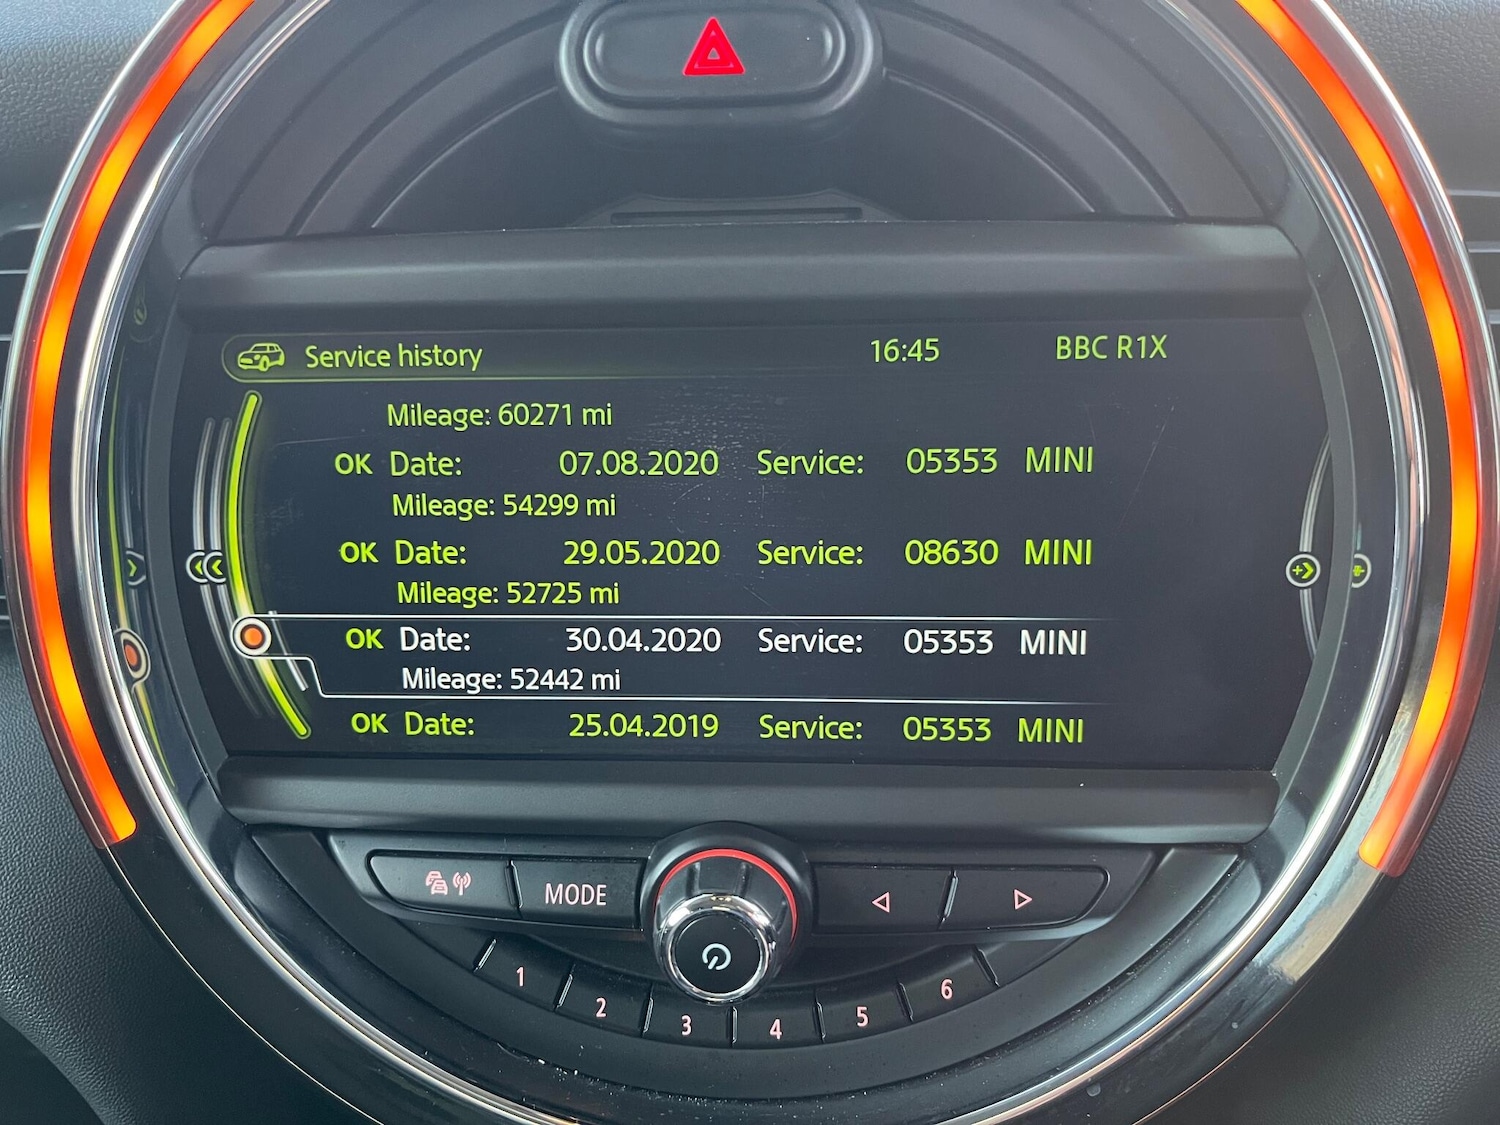 Service history 16:45 BBC R1X
Mileage: 60271 mi
OK Date: 07.08.2020 Service: 05353 MINI
Mileage: 54299 mi
OK Date: 29.05.2020 Service: 08630 MINI
Mileage: 52725 mi
OK Date: 30.04.2020 Service: 05353 MINI
Mileage: 52442 mi
OK Date: 25.04.2019 Service: 05353 MINI
MODE
1 2 3 4 5 6